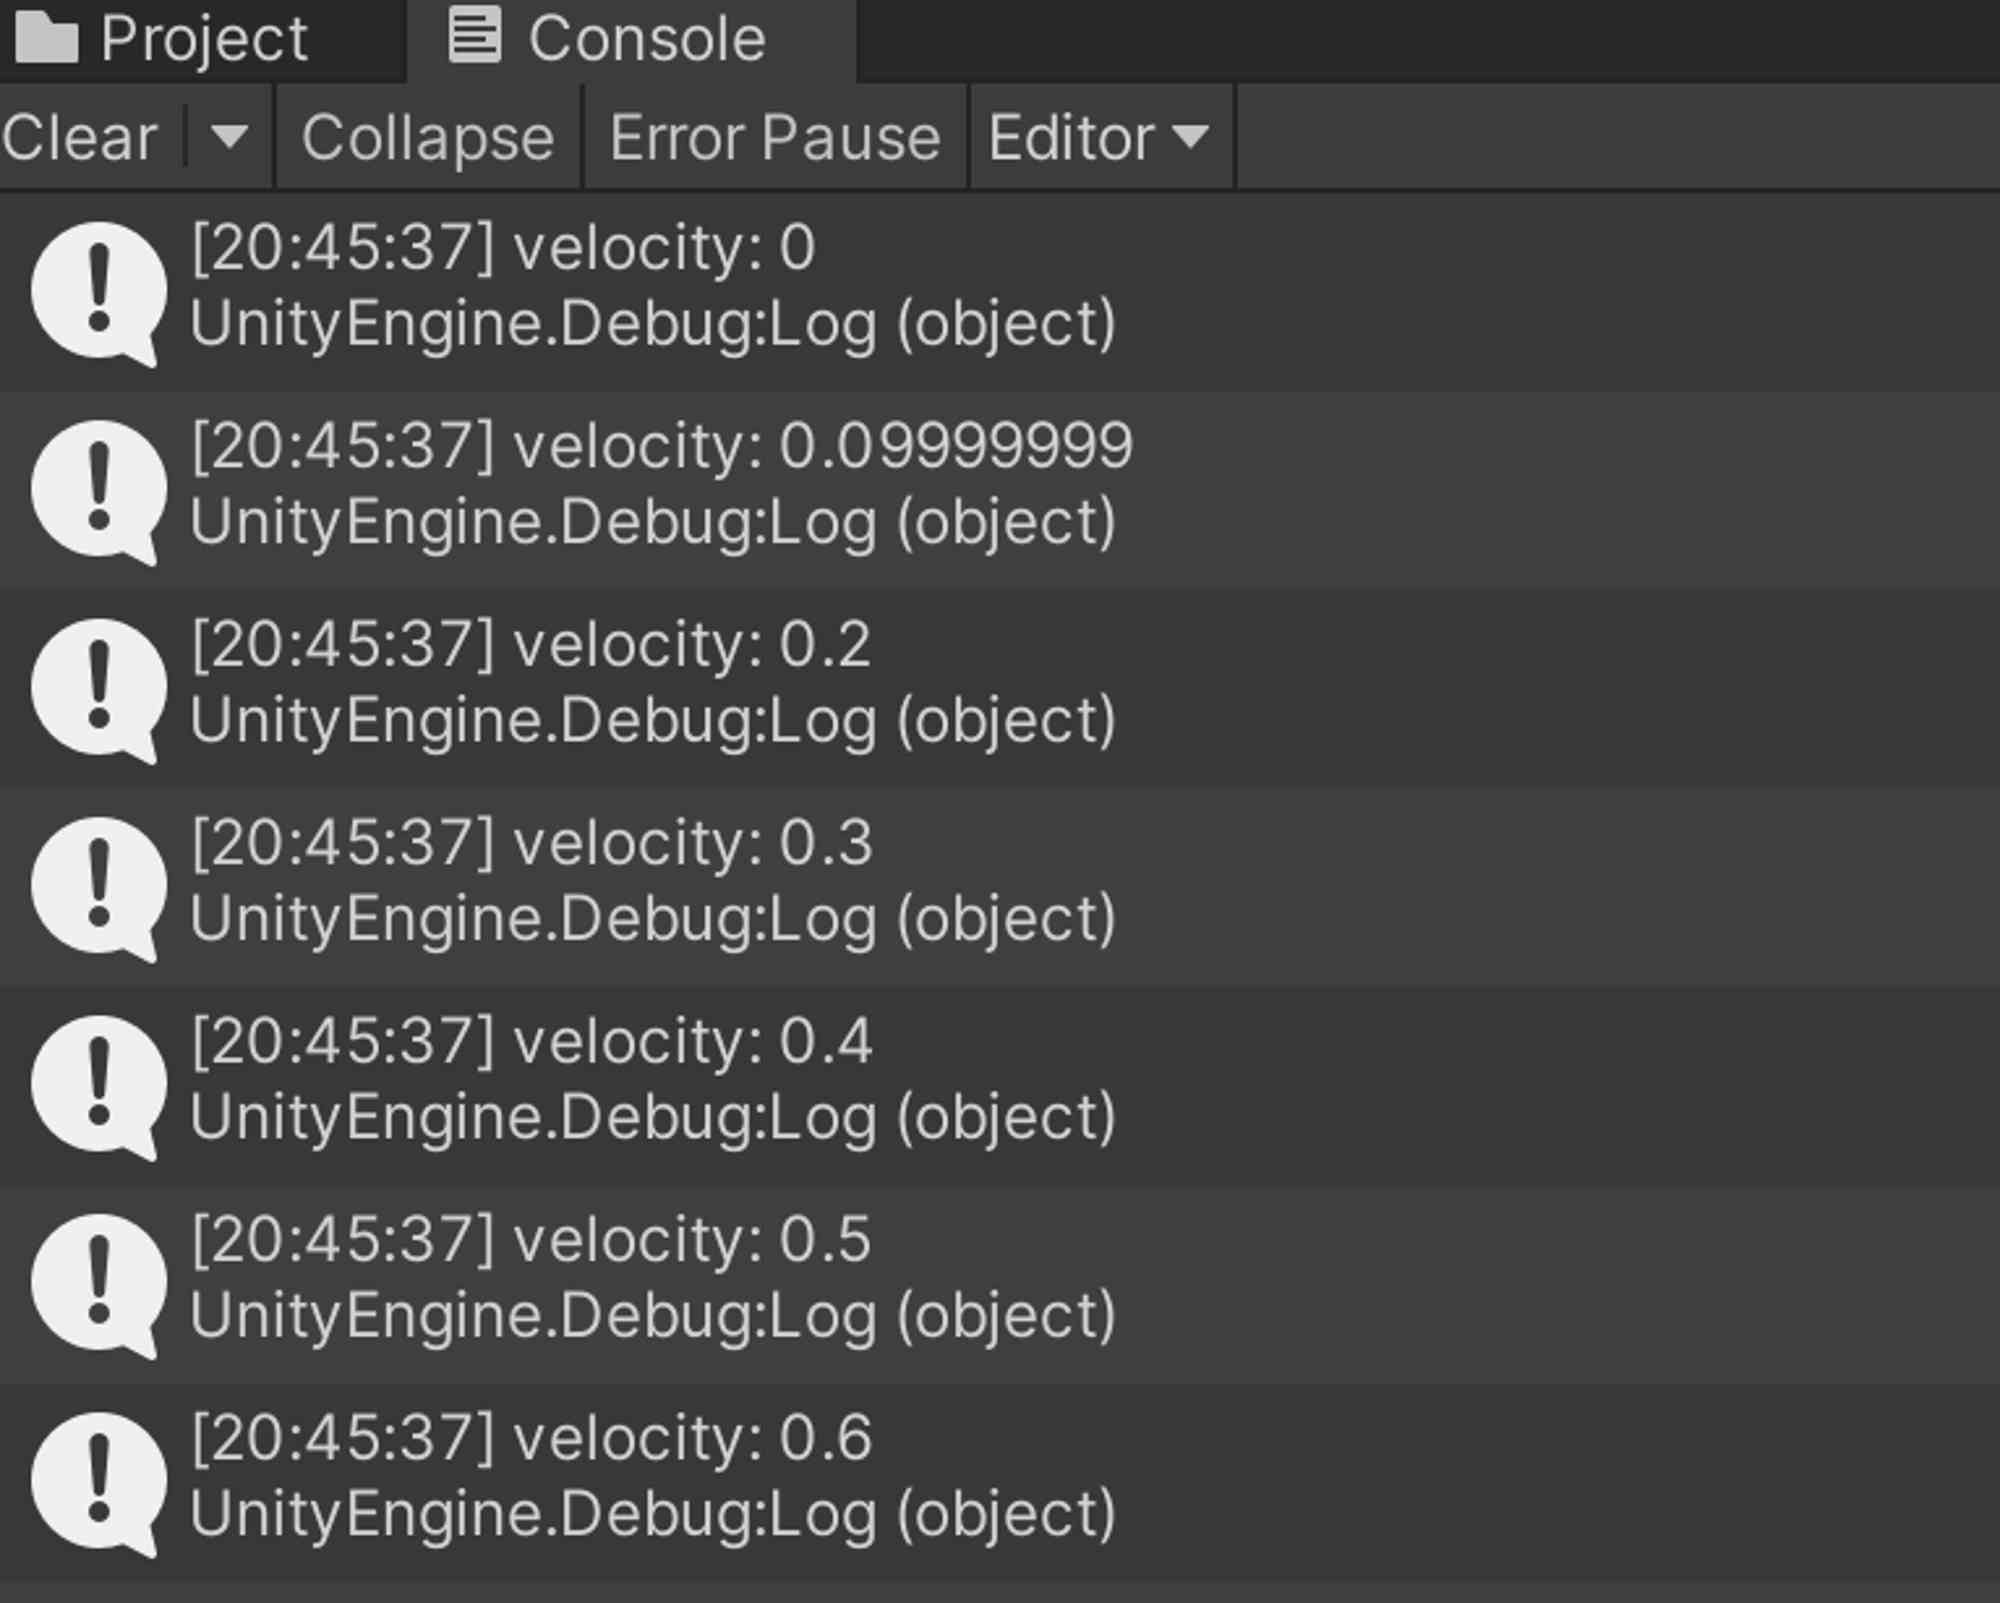 Project Console
Clear Collapse Error Pause Editor
[20:45:37] velocity: 0
UnityEngine.Debug:Log (object)
[20:45:37] velocity: 0.09999999
UnityEngine.Debug:Log (object)
[20:45:37] velocity: 0.2
UnityEngine.Debug:Log (object)
[20:45:37] velocity: 0.3
UnityEngine.Debug:Log (object)
[20:45:37] velocity: 0.4
UnityEngine.Debug:Log (object)
[20:45:37] velocity: 0.5
UnityEngine.Debug:Log (object)
[20:45:37] velocity: 0.6
UnityEngine.Debug:Log (object)